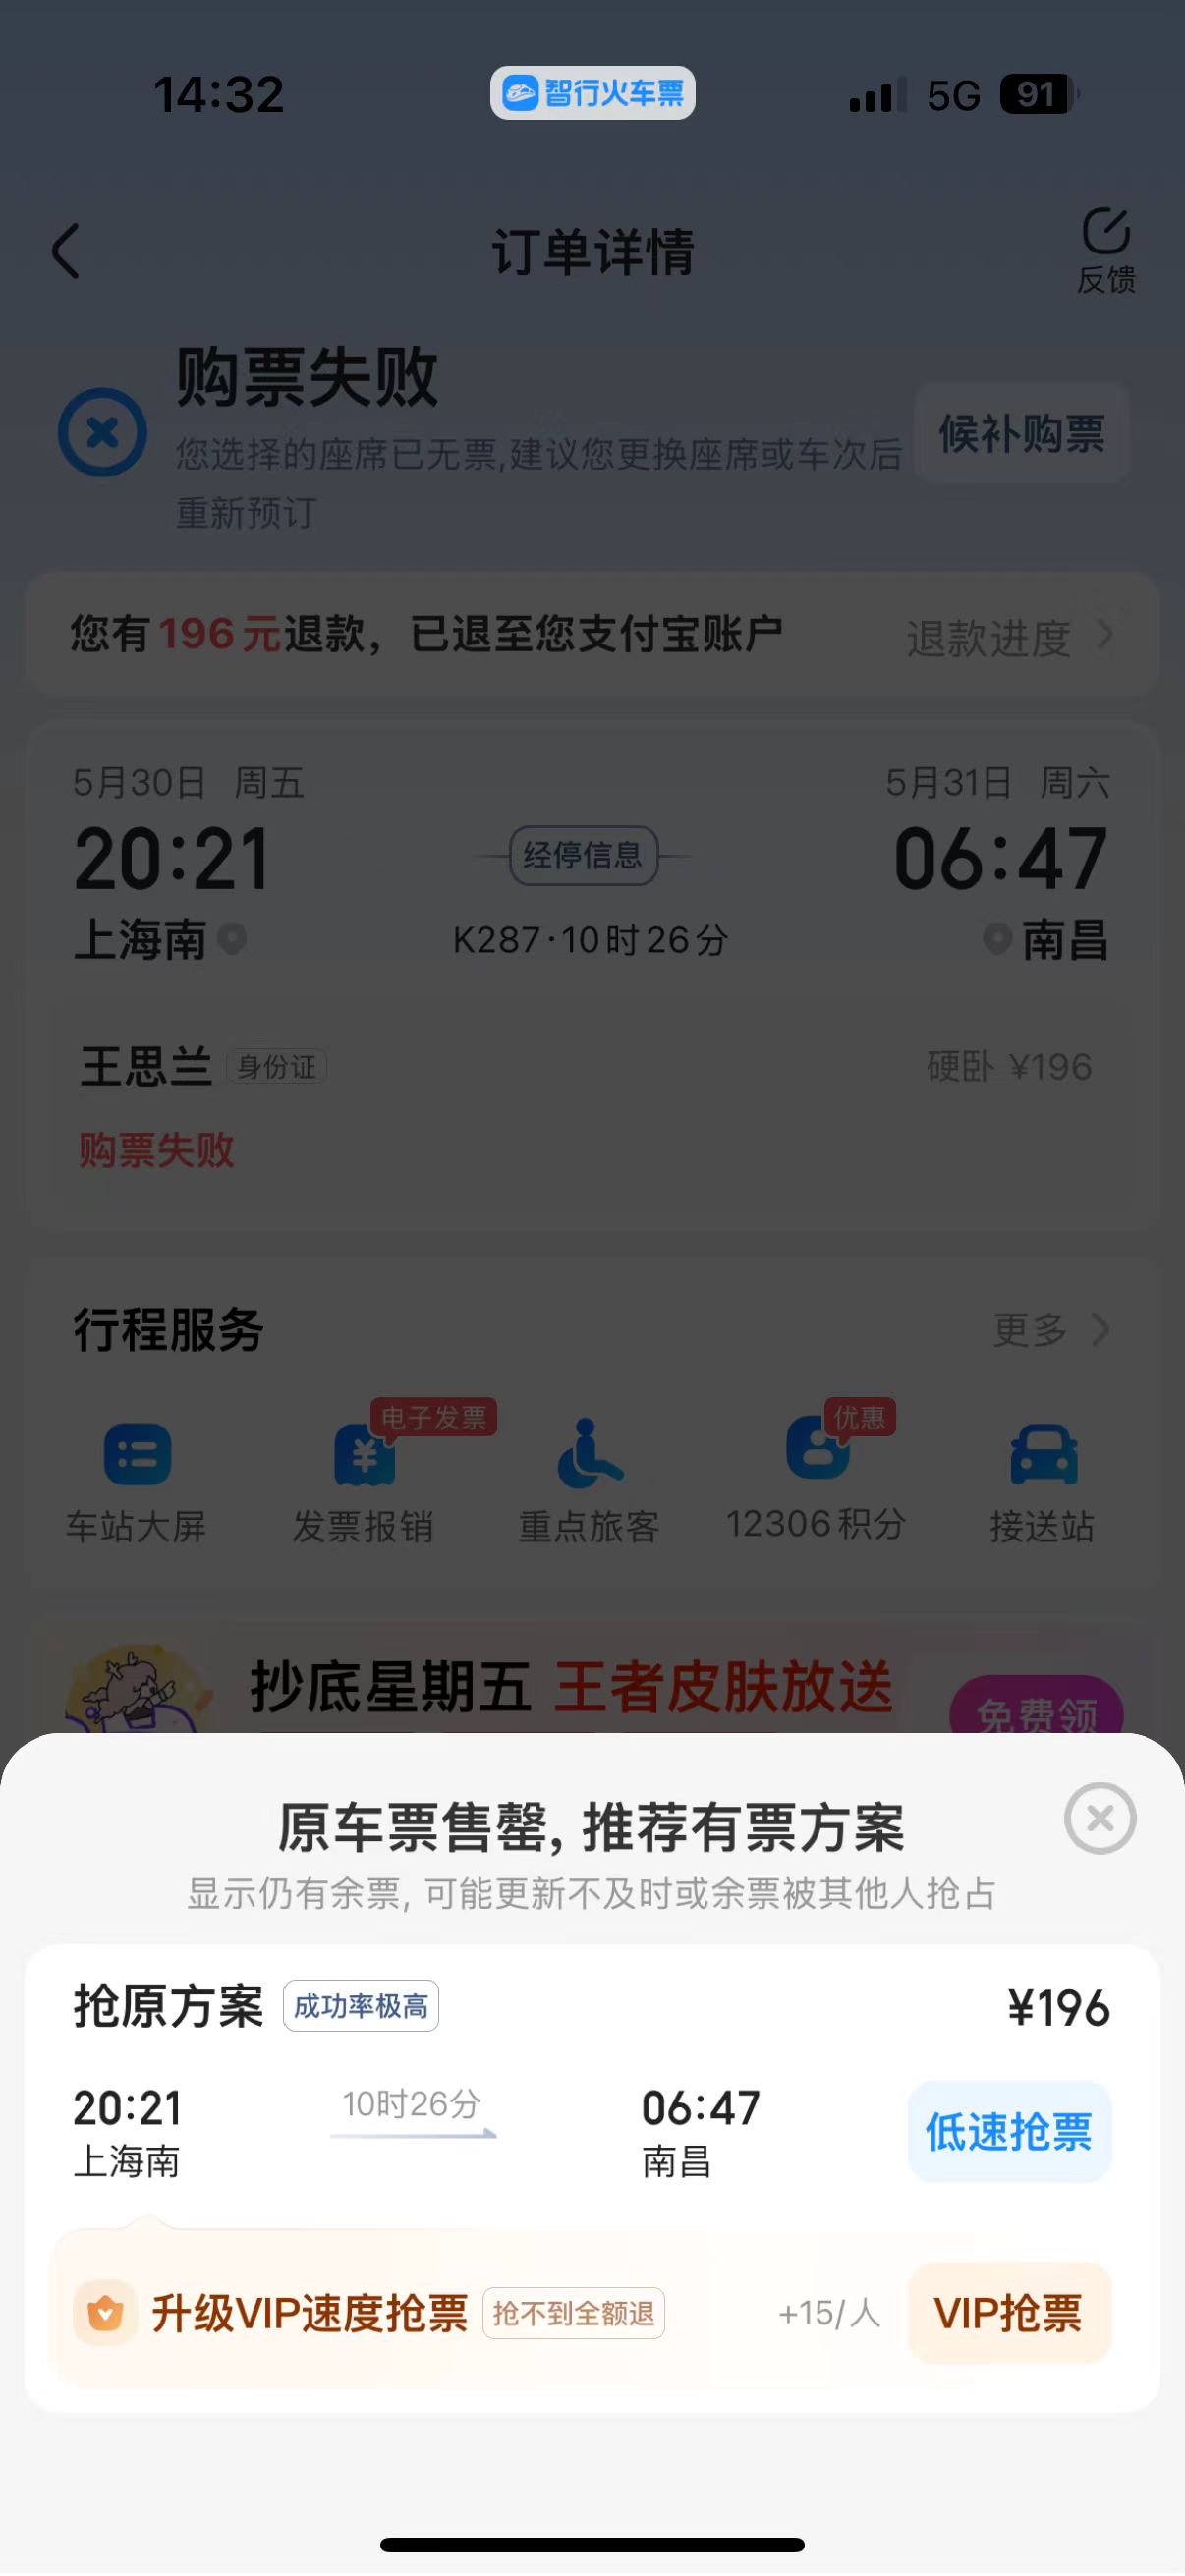 14:32
智行火车票
5G
91
订单详情
反馈
购票失败
您选择的座席已无票,建议您更换座席或车次后
重新预订
候补购票
您有196元退款，已退至您支付宝账户
退款进度
5月30日 周五
5月31日 周六
20:21
经停信息
06:47
上海南
K287·10时26分
南昌
王思兰
身份证
硬卧 ¥196
购票失败
行程服务
更多
电子发票
优惠
车站大屏
发票报销
重点旅客
12306积分
接送站
抄底星期五 王者皮肤放送
免费领
原车票售罄, 推荐有票方案
显示仍有余票, 可能更新不及时或余票被其他人抢占
抢原方案
成功率极高
¥196
20:21
10时26分
06:47
上海南
南昌
低速抢票
升级VIP速度抢票
抢不到全额退
+15/人
VIP抢票